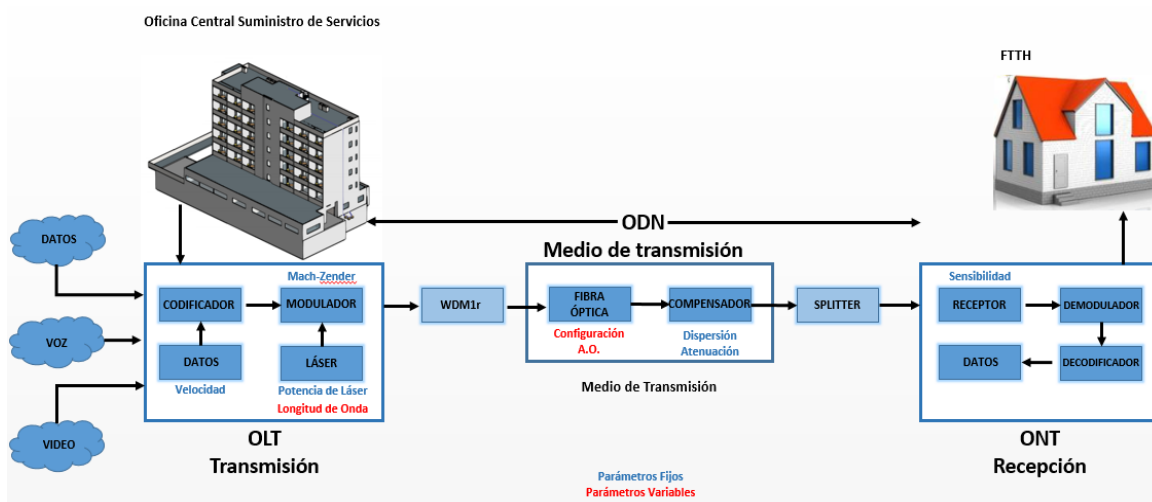 Oficina Central Suministro de Servicios
FTTH
ODN
Medio de transmisión
DATOS
VOZ
VIDEO
Mach-Zender
CODIFICADOR
MODULADOR
DATOS
LÁSER
Velocidad
Potencia de Láser
Longitud de Onda
OLT
Transmisión
WDM1r
FIBRA
ÓPTICA
COMPENSADOR
Configuración
A.O.
Dispersión
Atenuación
Medio de Transmisión
SPLITTER
Sensibilidad
RECEPTOR
DEMODULADOR
DATOS
DECODIFICADOR
ONT
Recepción
Parámetros Fijos
Parámetros Variables